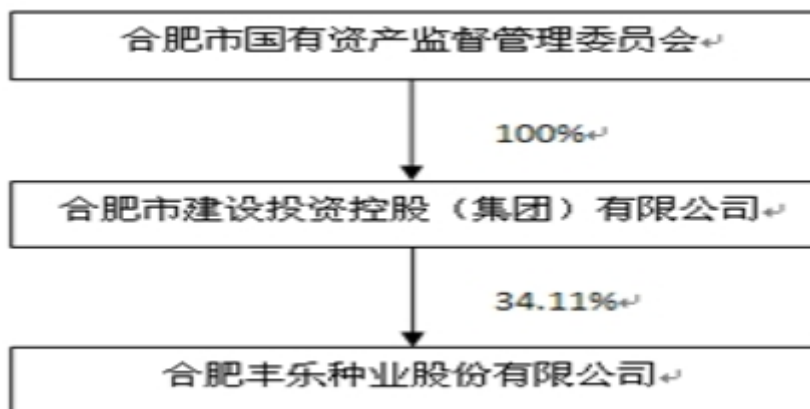 合肥市国有资产监督管理委员会
100%
合肥市建设投资控股（集团）有限公司
34.11%
合肥丰乐种业股份有限公司